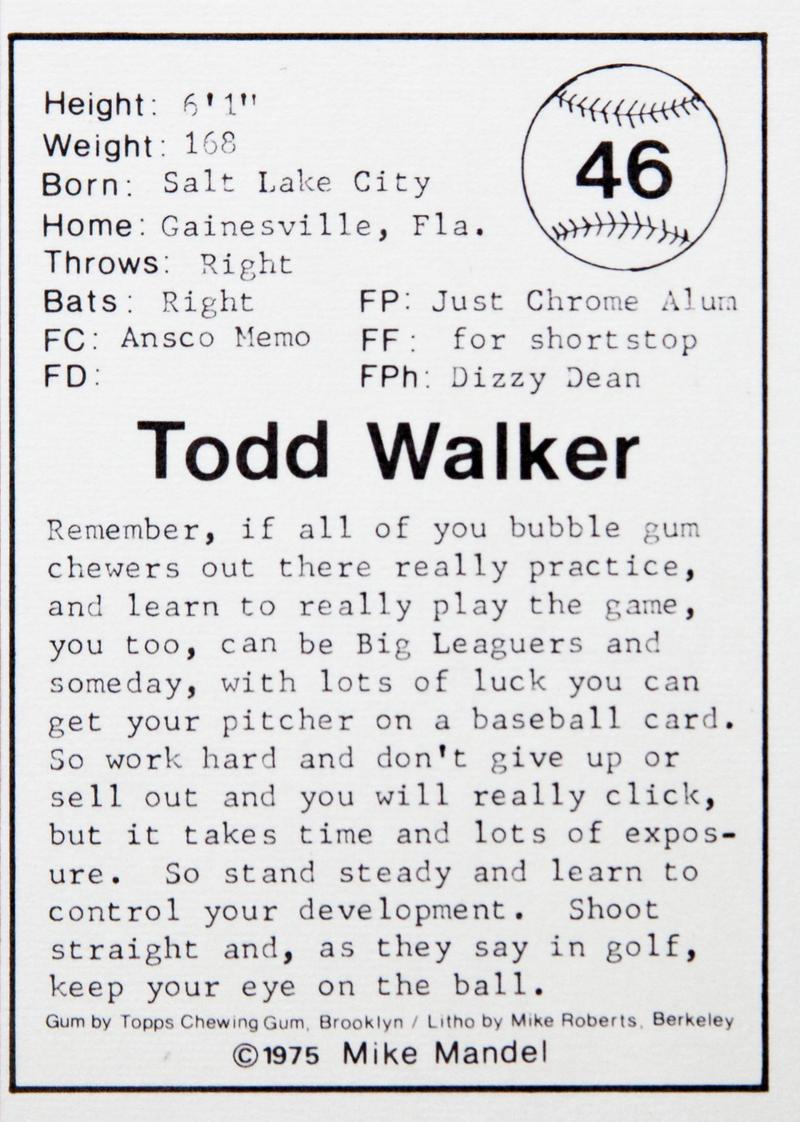 Height: 6'1"
Weight: 168
46
Born: Salt Lake City
Home: Gainesville, Fla.
Throws: Right
Bats: Right FP: Just Chrome Alum
FC: Ansco Memo FF: for shortstop
FD: FPh: Dizzy Dean
Todd Walker
Remember, if all of you bubble gum
chewers out there really practice,
and learn to really play the game,
you too, can be Big Leaguers and
someday, with lots of luck you can
get your pitcher on a baseball card.
So work hard and don't give up or
sell out and you will really click,
but it takes time and lots of expos-
ure. So stand steady and learn to
control your development. Shoot
straight and, as they say in golf,
keep your eye on the ball.
Gum by Topps Chewing Gum, Brooklyn / Litho by Mike Roberts, Berkeley
©1975 Mike Mandel